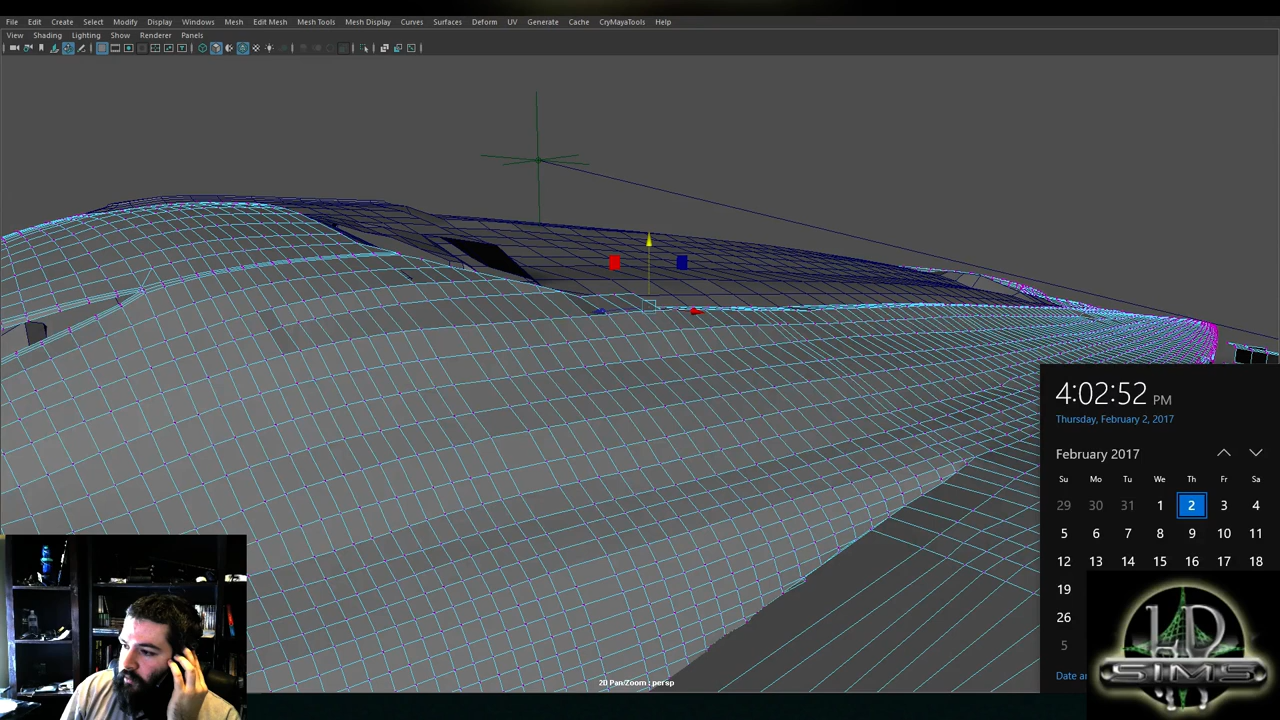 File Edit Create Select Modify Display Windows Mesh Edit Mesh Mesh Tools Mesh Display Curves Surfaces Deform UV Generate Cache CryMayaTools Help
View Shading Lighting Show Renderer Panels
4:02:52 PM
Thursday, February 2, 2017
February 2017
Su Mo Tu We Th Fr Sa
29 30 31 1 2 3 4
5 6 7 8 9 10 11
12 13 14 15 16 17 18
19
26
5
Date
HD
SIMS
2D Pan/Zoom : persp